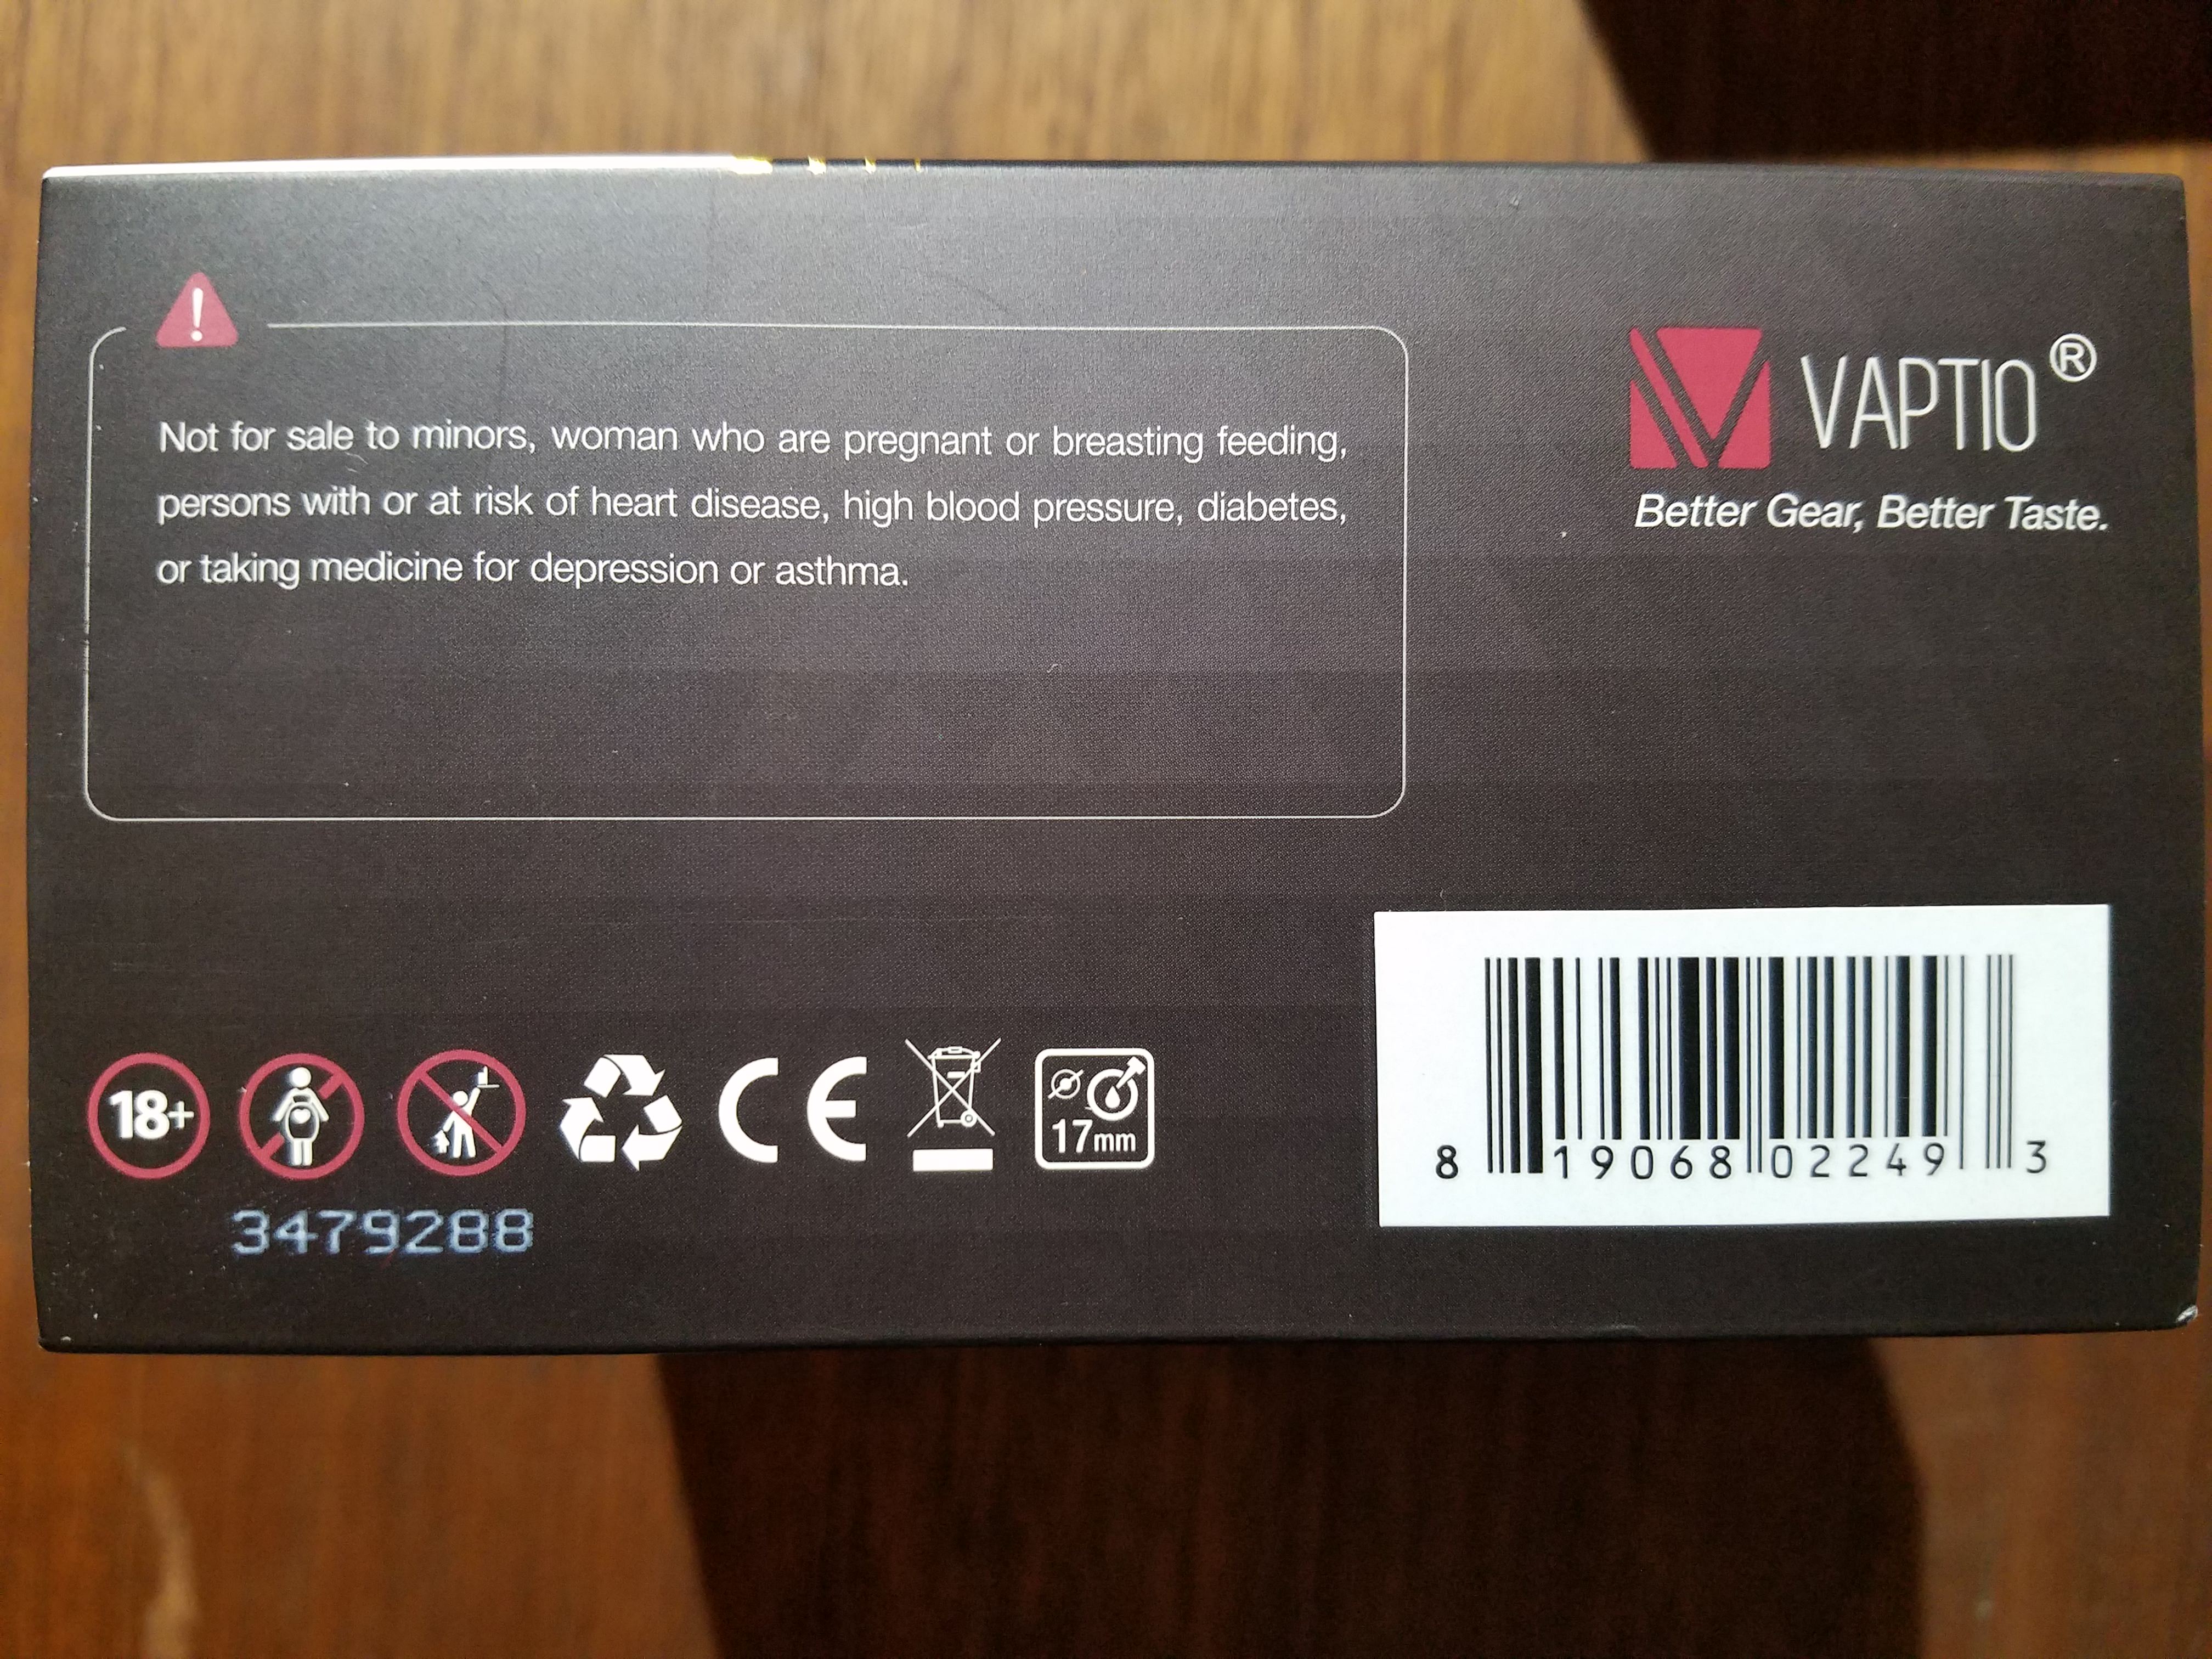 !
Not for sale to minors, woman who are pregnant or breasting feeding,
persons with or at risk of heart disease, high blood pressure, diabetes,
or taking medicine for depression or asthma.
VAPTIO®
Better Gear, Better Taste.
18+
CE
17mm
3479288
8 19068 02249 3